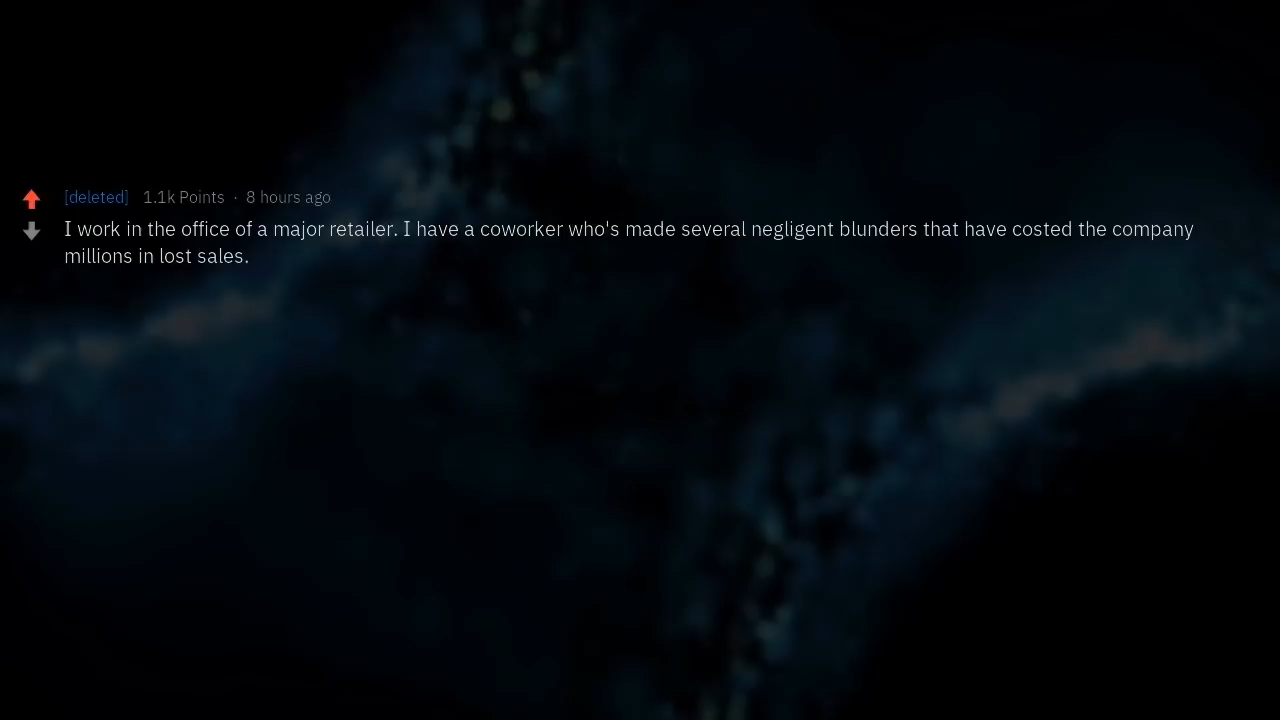 [deleted] 1.1k Points · 8 hours ago
I work in the office of a major retailer. I have a coworker who's made several negligent blunders that have costed the company
millions in lost sales.